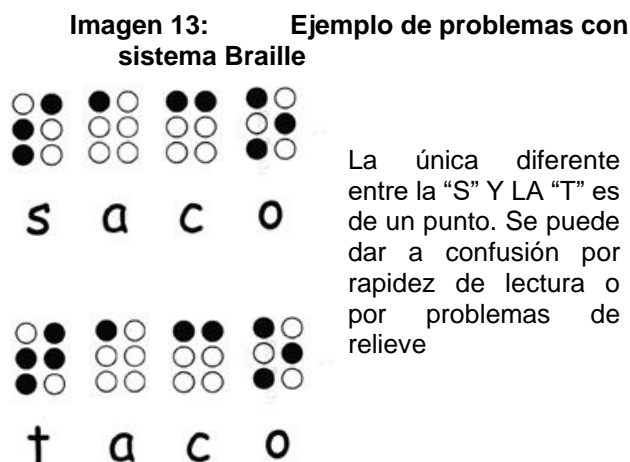 Imagen 13: Ejemplo de problemas con
sistema Braille
s a c o
La única diferente
entre la “S” Y LA “T” es
de un punto. Se puede
dar a confusión por
rapidez de lectura o
por problemas de
relieve
t a c o